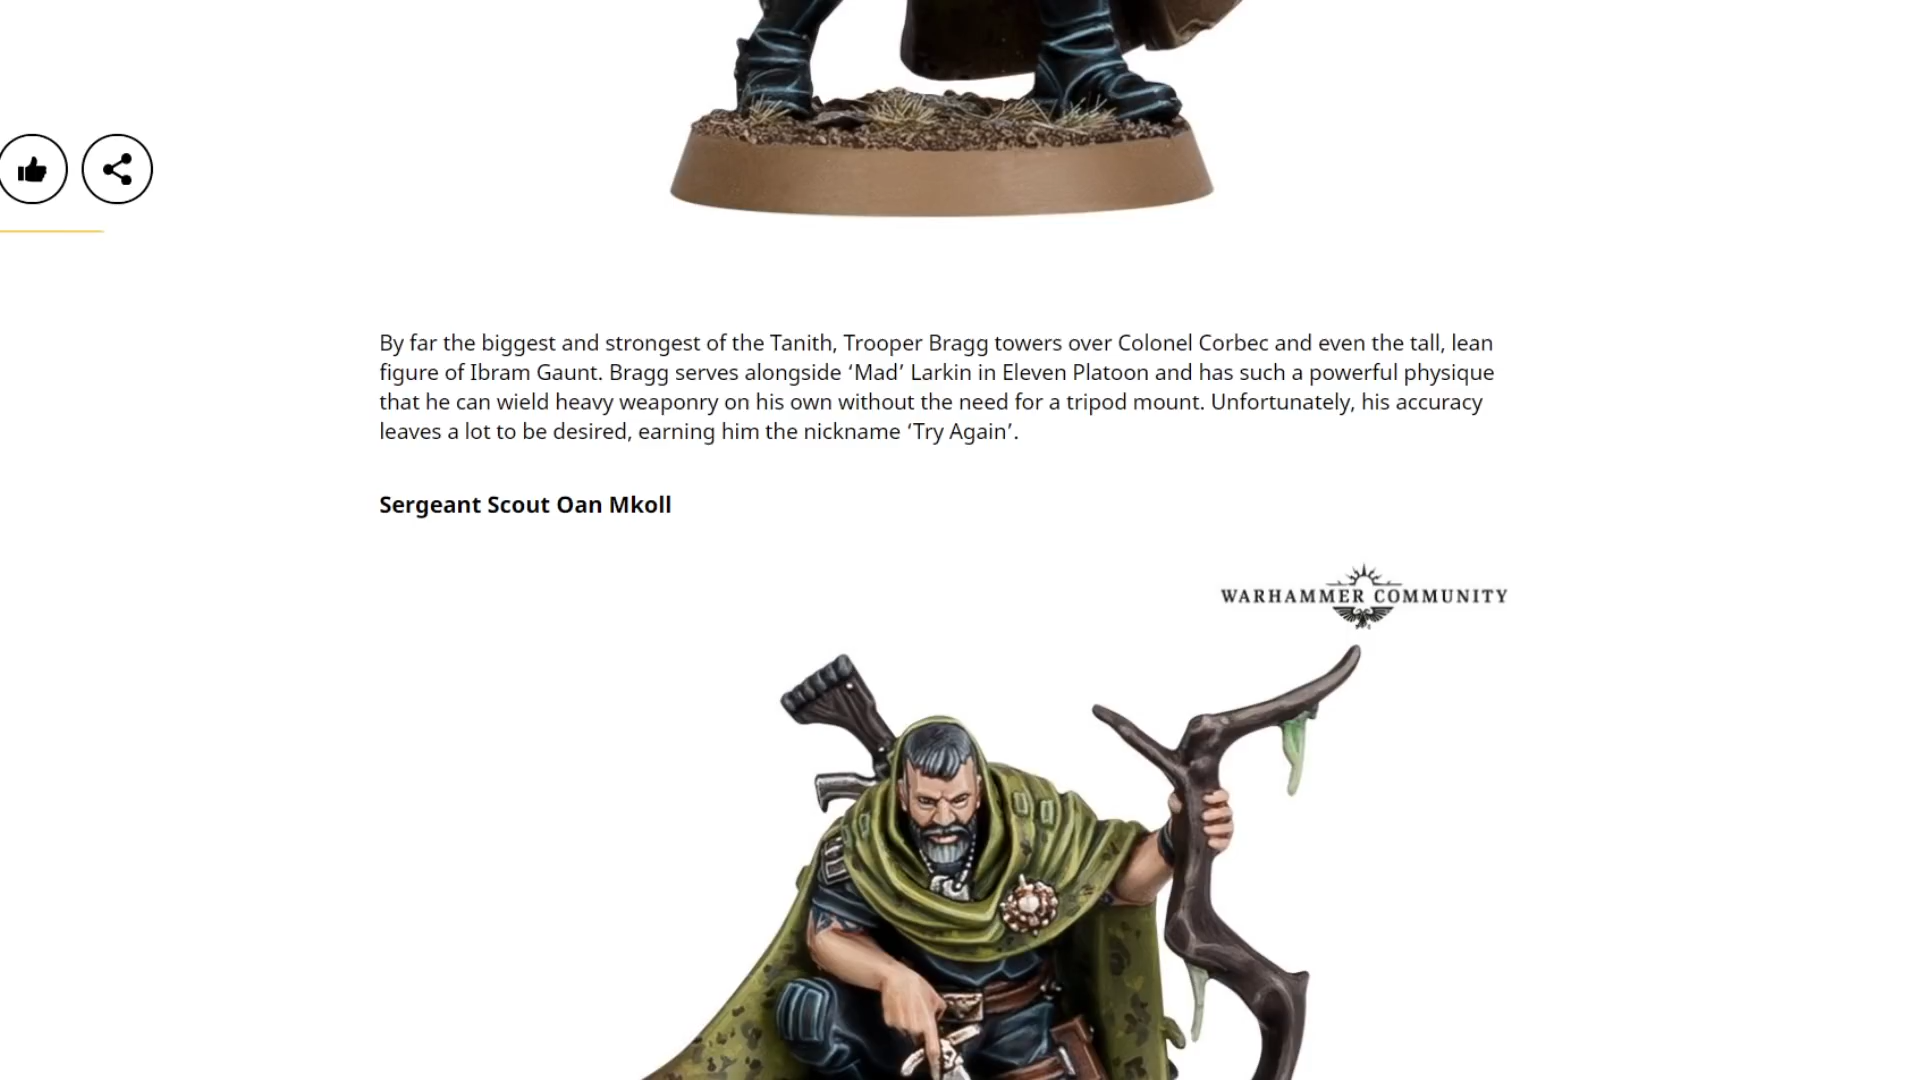 By far the biggest and strongest of the Tanith, Trooper Bragg towers over Colonel Corbec and even the tall, lean
figure of Ibram Gaunt. Bragg serves alongside ‘Mad’ Larkin in Eleven Platoon and has such a powerful physique
that he can wield heavy weaponry on his own without the need for a tripod mount. Unfortunately, his accuracy
leaves a lot to be desired, earning him the nickname ‘Try Again’.
Sergeant Scout Oan Mkoll
WARHAMMER COMMUNITY